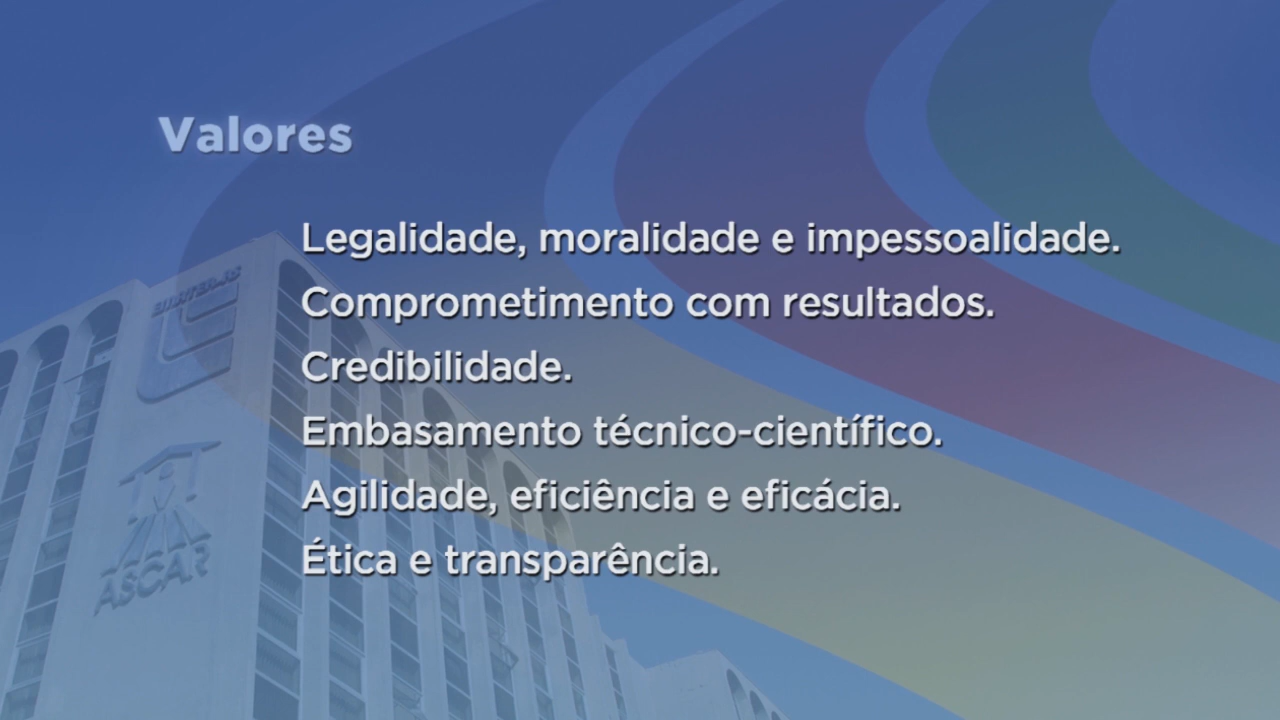 Valores
Legalidade, moralidade e impessoalidade.
Comprometimento com resultados.
Credibilidade.
Embasamento técnico-científico.
Agilidade, eficiência e eficácia.
Ética e transparência.
ASCAR